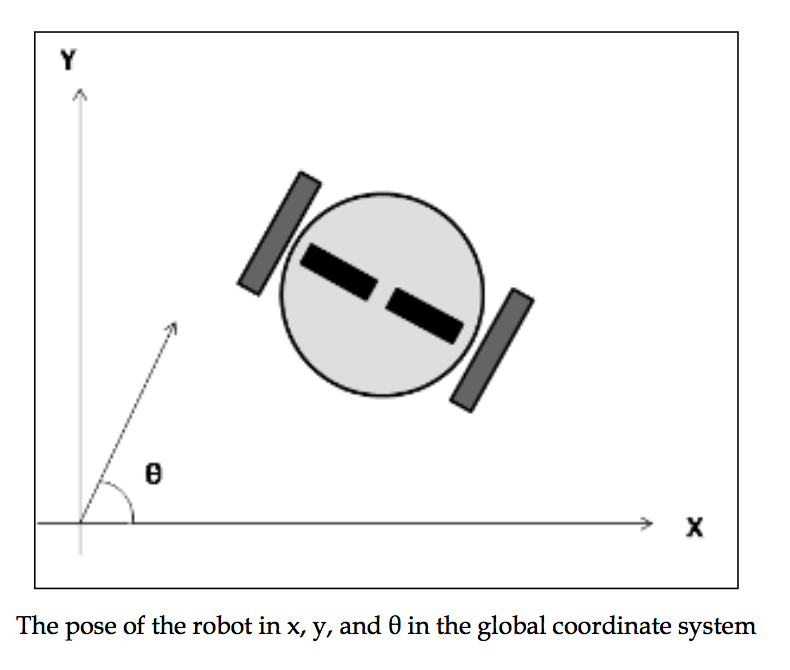 Y
θ
X
The pose of the robot in x, y, and θ in the global coordinate system